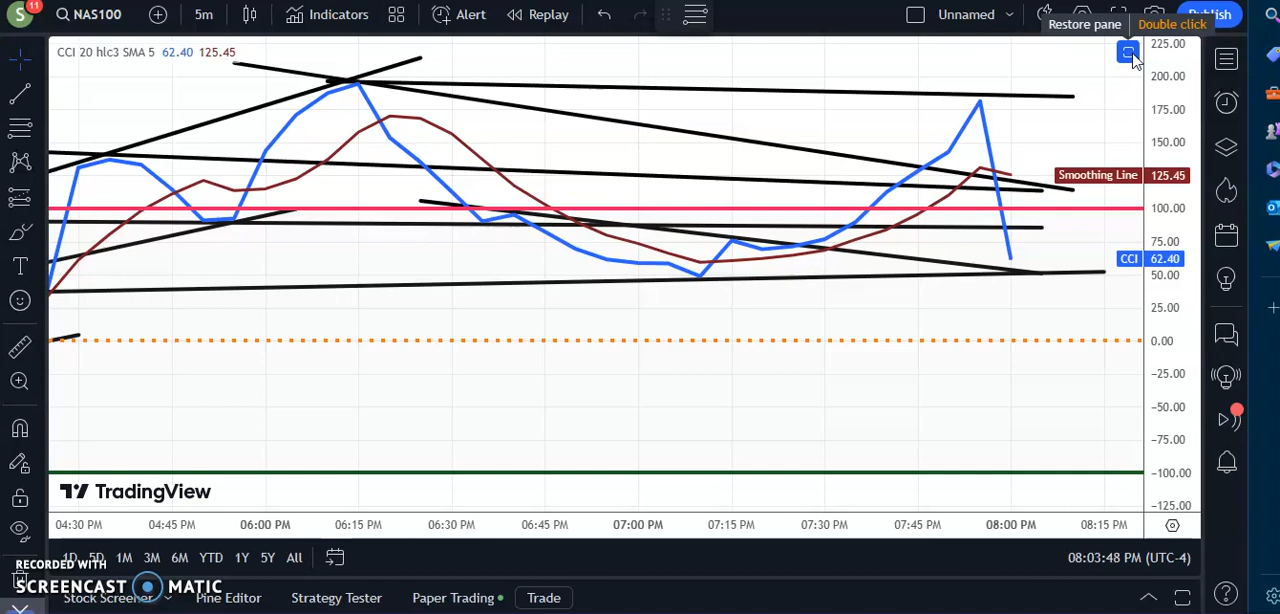 S 11 NAS100 5m Indicators Alert Replay Unnamed Publish
Restore pane Double click
CCI 20 hlc3 SMA 5 62.40 125.45
225.00
200.00
175.00
150.00
Smoothing Line 125.45
100.00
75.00
CCI 62.40
50.00
25.00
0.00
−25.00
−50.00
−75.00
−100.00
−125.00
TradingView
04:30 PM 04:45 PM 06:00 PM 06:15 PM 06:30 PM 06:45 PM 07:00 PM 07:15 PM 07:30 PM 07:45 PM 08:00 PM 08:15 PM
1D 5D 1M 3M 6M YTD 1Y 5Y All 08:03:48 PM (UTC-4)
RECORDED WITH
SCREENCAST MATIC
Stock Screener Pine Editor Strategy Tester Paper Trading Trade